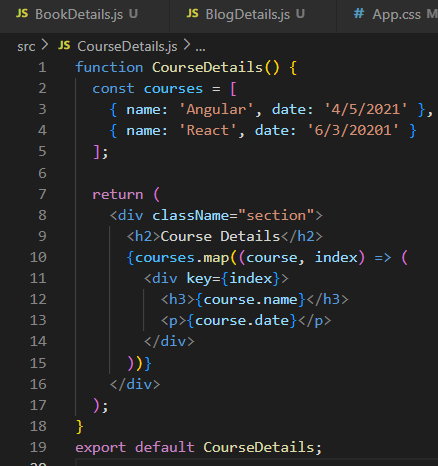 JS BookDetails.js U JS BlogDetails.js U # App.css U
src > JS CourseDetails.js > ...
1 function CourseDetails() {
2 const courses = [
3 { name: 'Angular', date: '4/5/2021' },
4 { name: 'React', date: '6/3/20201' }
5 ];
6
7 return (
8 <div className="section">
9 <h2>Course Details</h2>
10 {courses.map((course, index) => (
11 <div key={index}>
12 <h3>{course.name}</h3>
13 <p>{course.date}</p>
14 </div>
15 ))}
16 </div>
17 );
18 }
19 export default CourseDetails;
20